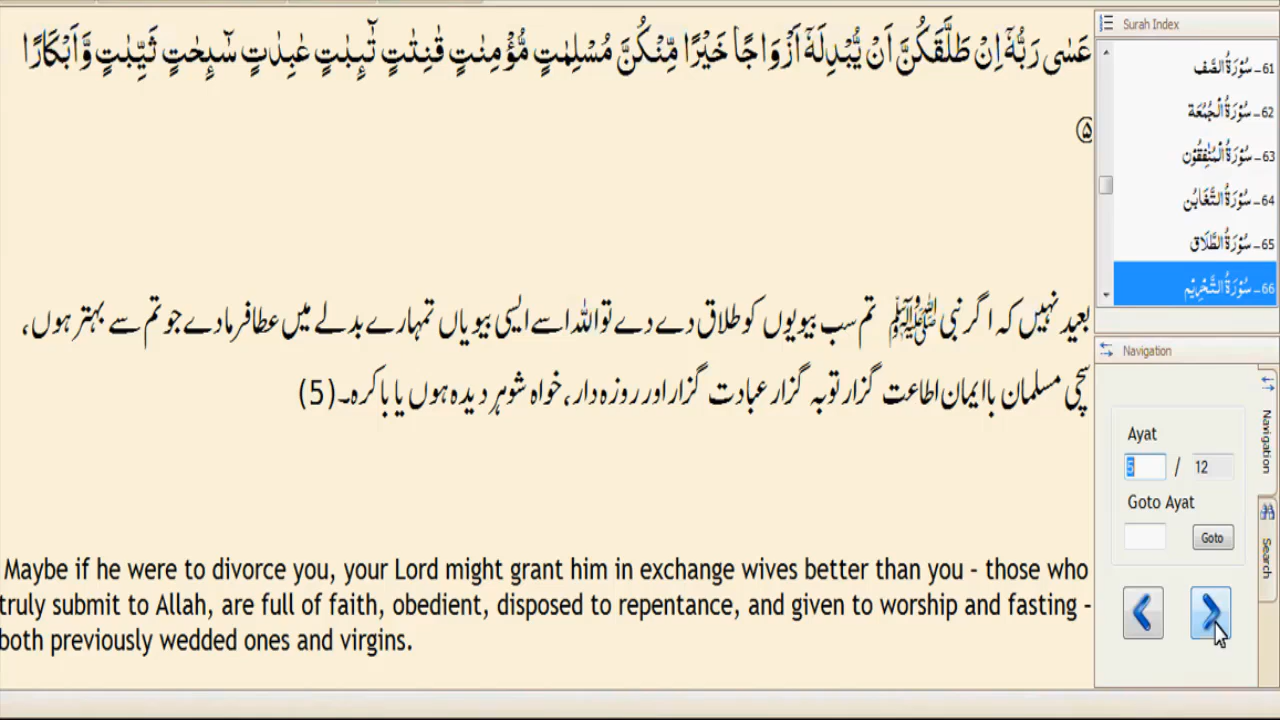 عَسٰى رَبُّهٗۤ اِنْ طَلَّقَكُنَّ اَنْ يُّبْدِلَهٗۤ اَزْوَاجًا خَيْرًا مِّنْكُنَّ مُسْلِمٰتٍ مُّؤْمِنٰتٍ قٰنِتٰتٍ تٰٓىِٕبٰتٍ عٰبِدٰتٍ سٰٓىِٕحٰتٍ ثَيِّبٰتٍ وَّاَبْكَارًا
۵
بعید نہیں کہ اگر نبی ﷺ تم سب بیویوں کو طلاق دے دے تو اللہ اسے ایسی بیویاں تمہارے بدلے میں عطا فرما دے جو تم سے بہتر ہوں،
سچی مسلمان باایمان اطاعت گزار توبہ گزار عبادت گزار اور روزہ دار، خواہ شوہر دیدہ ہوں یا باکرہ۔ (5)
Maybe if he were to divorce you, your Lord might grant him in exchange wives better than you - those who
truly submit to Allah, are full of faith, obedient, disposed to repentance, and given to worship and fasting -
both previously wedded ones and virgins.
Surah Index
61- سُوْرَةُ الصَّف
62- سُوْرَةُ الْجُمُعَة
63- سُوْرَةُ الْمُنٰفِقُوْن
64- سُوْرَةُ التَّغَابُن
65- سُوْرَةُ الطَّلَاق
66- سُوْرَةُ التَّحْرِيْم
Navigation
Ayat
5 / 12
Goto Ayat
Goto
Navigation
Search